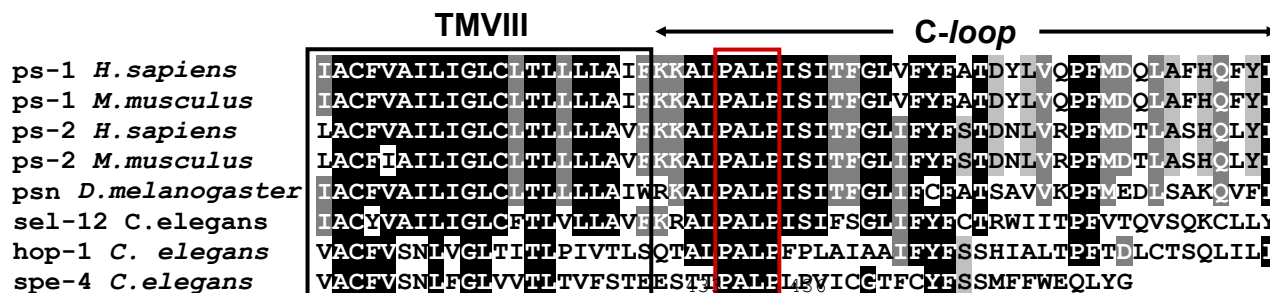 TMVIII C-loop
ps-1 H.sapiens IACFVAILIGLCLTLLLLAIFKKALPALPISITFGLVFYFATDYLVQPFMDQLAFHQFYI
ps-1 M.musculus IACFVAILIGLCLTLLLLAIFKKALPALPISITFGLVFYFATDYLVQPFMDQLAFHQFYI
ps-2 H.sapiens LACFVAILIGLCLTLLLLAVFKKALPALPISITFGLIFYFSTDNLVRPFMDTLASHQLYI
ps-2 M.musculus LACFIAILIGLCLTLLLLAVFKKALPALPISITFGLIFYFSTDNLVRPFMDTLASHQLYI
psn D.melanogaster IACFVAILIGLCLTLLLLAIWRKALPALPISITFGLIFCFATSAVVKPFMEDLSAKQVFI
sel-12 C.elegans IACYVAILIGLCFTLVLLAVFKRALPALPISIFSGLIFYFCTRWIITPFVTQVSQKCLLY
hop-1 C. elegans VACFVSNLVGLTITLPIVTLSQTALPALPFPLAIAAIFYFSSHIALTPFTDLCTSQLILI
spe-4 C.elegans VACFVSNLFGLVVTLTVFSTEESTTPALPLPVICGTFCYFSSMFFWEQLYG